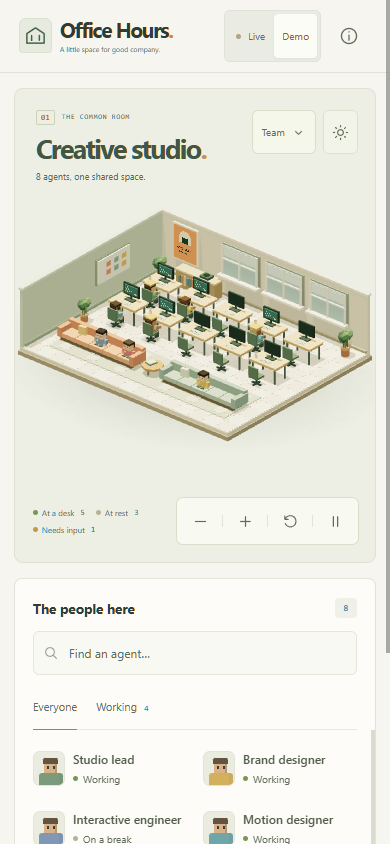 Office Hours.
A little space for good company.
Live
Demo
01
THE COMMON ROOM
Creative studio.
8 agents, one shared space.
Team
At a desk 5
At rest 3
Needs input 1
The people here
8
Find an agent...
Everyone
Working 4
Studio lead
Working
Brand designer
Working
Interactive engineer
On a break
Motion designer
Working